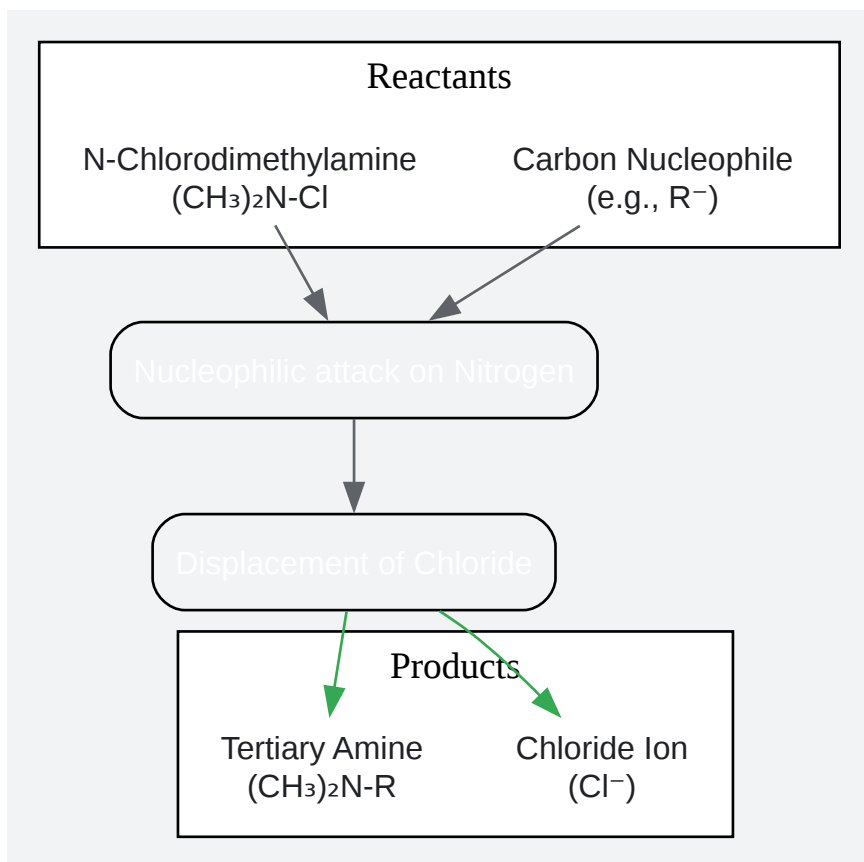 Reactants
N-Chlorodimethylamine
(CH₃)₂N-Cl
Carbon Nucleophile
(e.g., R⁻)
Nucleophilic attack on Nitrogen
Displacement of Chloride
Products
Tertiary Amine
(CH₃)₂N-R
Chloride Ion
(Cl⁻)